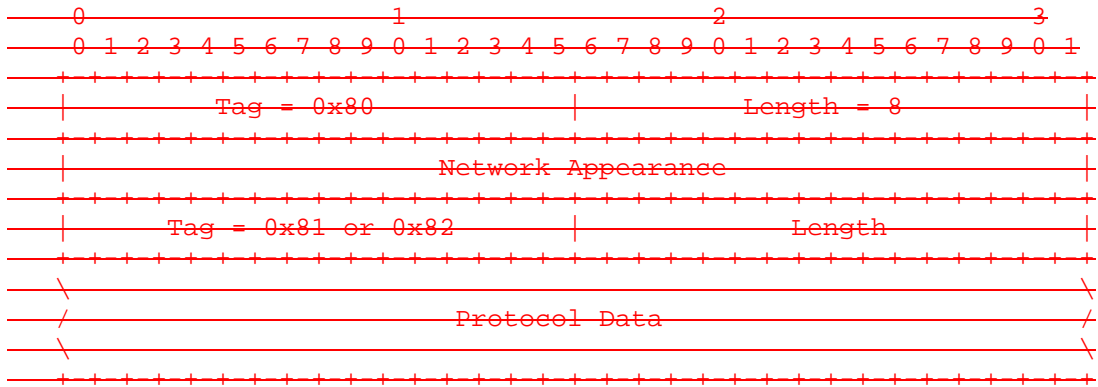 0                   1                   2                   3
 0 1 2 3 4 5 6 7 8 9 0 1 2 3 4 5 6 7 8 9 0 1 2 3 4 5 6 7 8 9 0 1
+-+-+-+-+-+-+-+-+-+-+-+-+-+-+-+-+-+-+-+-+-+-+-+-+-+-+-+-+-+-+-+-+
|         Tag = 0x80            |          Length = 8           |
+-+-+-+-+-+-+-+-+-+-+-+-+-+-+-+-+-+-+-+-+-+-+-+-+-+-+-+-+-+-+-+-+
|                       Network Appearance                      |
+-+-+-+-+-+-+-+-+-+-+-+-+-+-+-+-+-+-+-+-+-+-+-+-+-+-+-+-+-+-+-+-+
|      Tag = 0x81 or 0x82       |             Length            |
+-+-+-+-+-+-+-+-+-+-+-+-+-+-+-+-+-+-+-+-+-+-+-+-+-+-+-+-+-+-+-+-+
\                                                               \
/                        Protocol Data                          /
\                                                               \
+-+-+-+-+-+-+-+-+-+-+-+-+-+-+-+-+-+-+-+-+-+-+-+-+-+-+-+-+-+-+-+-+